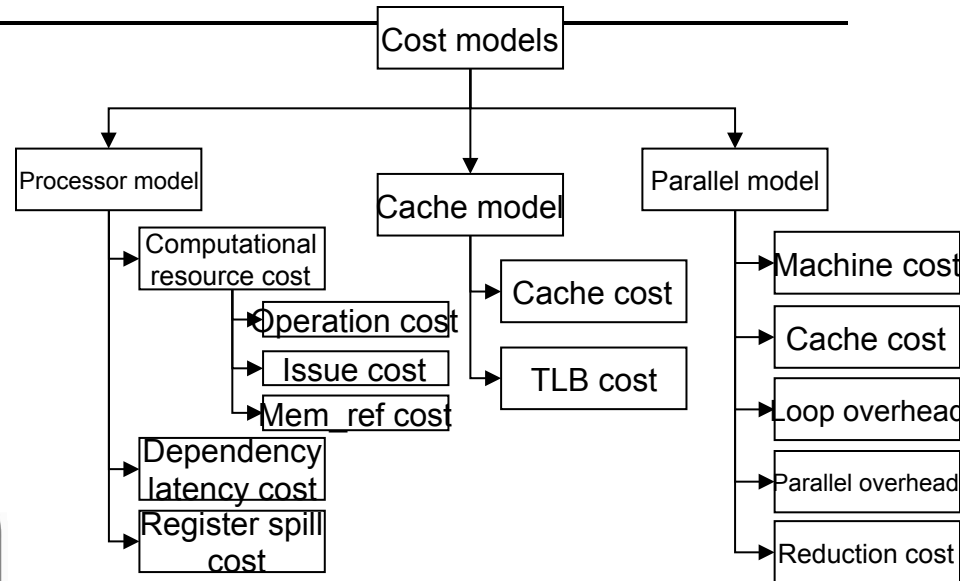 Cost models
Processor model
Computational
resource cost
Operation cost
Issue cost
Mem_ref cost
Dependency
latency cost
Register spill
cost
Cache model
Cache cost
TLB cost
Parallel model
Machine cost
Cache cost
Loop overhead
Parallel overhead
Reduction cost